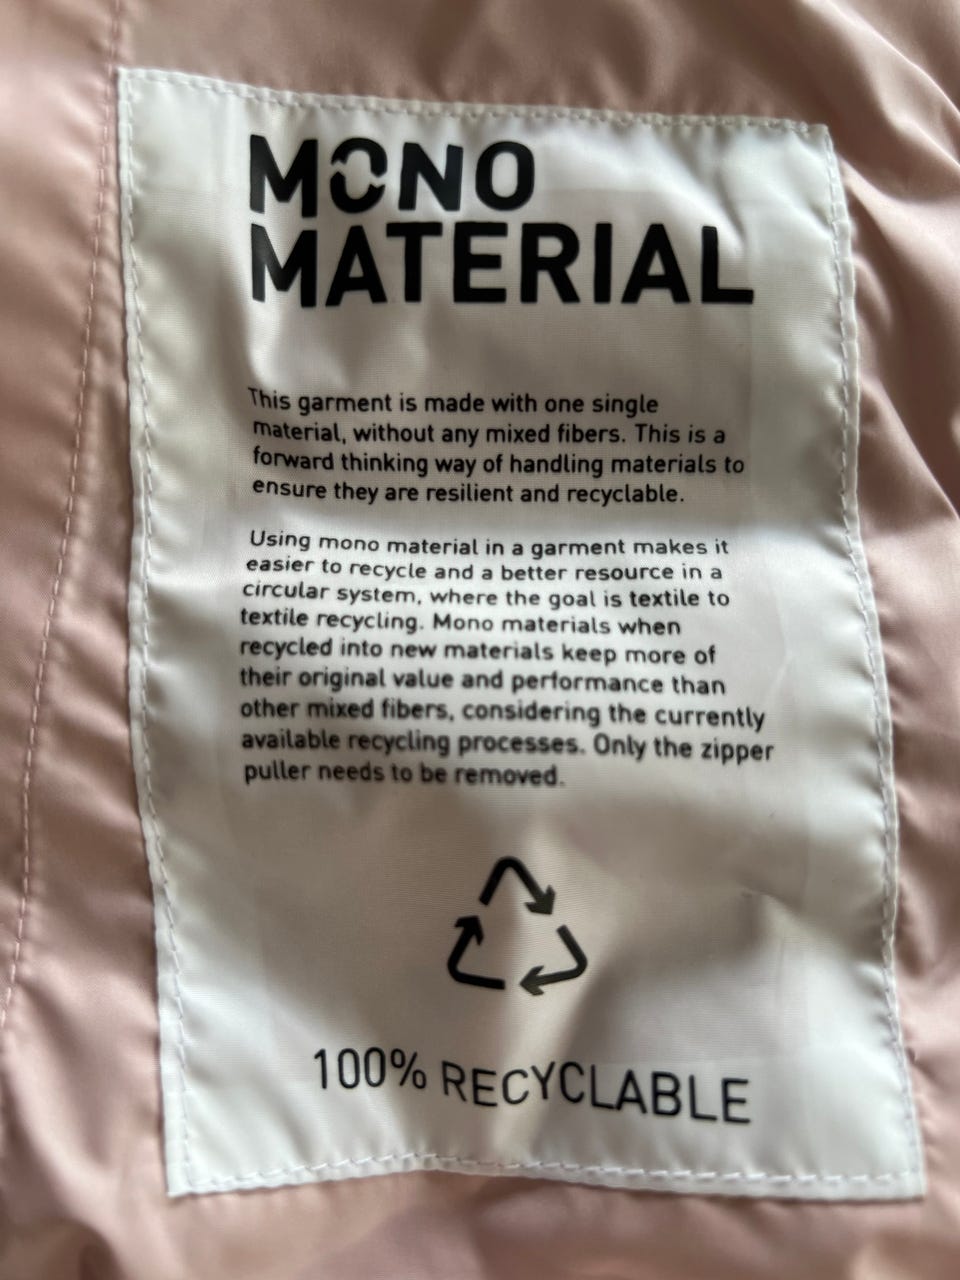 MONO
MATERIAL
This garment is made with one single
material, without any mixed fibers. This is a
forward thinking way of handling materials to
ensure they are resilient and recyclable.
Using mono material in a garment makes it
easier to recycle and a better resource in a
circular system, where the goal is textile to
textile recycling. Mono materials when
recycled into new materials keep more of
their original value and performance than
other mixed fibers, considering the currently
available recycling processes. Only the zipper
puller needs to be removed.
100% RECYCLABLE